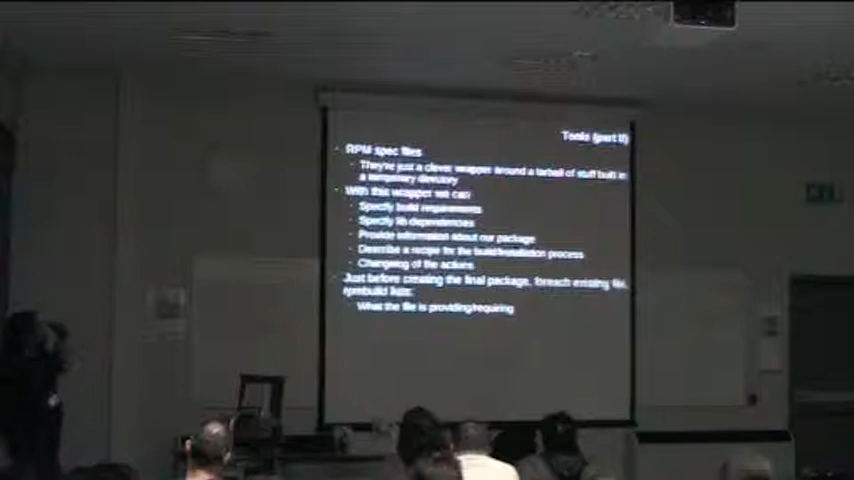 Tools (part II)
RPM spec files
They're just a clever wrapper around a tarball of stuff built in
a temporary directory
With this wrapper we can:
Specify build requirements
Specify lib dependencies
Provide information about our package
Describe a recipe for the build/installation process
Changelog of the actions
Just before creating the final package, foreach existing file,
rpmbuild lists:
What the file is providing/requiring